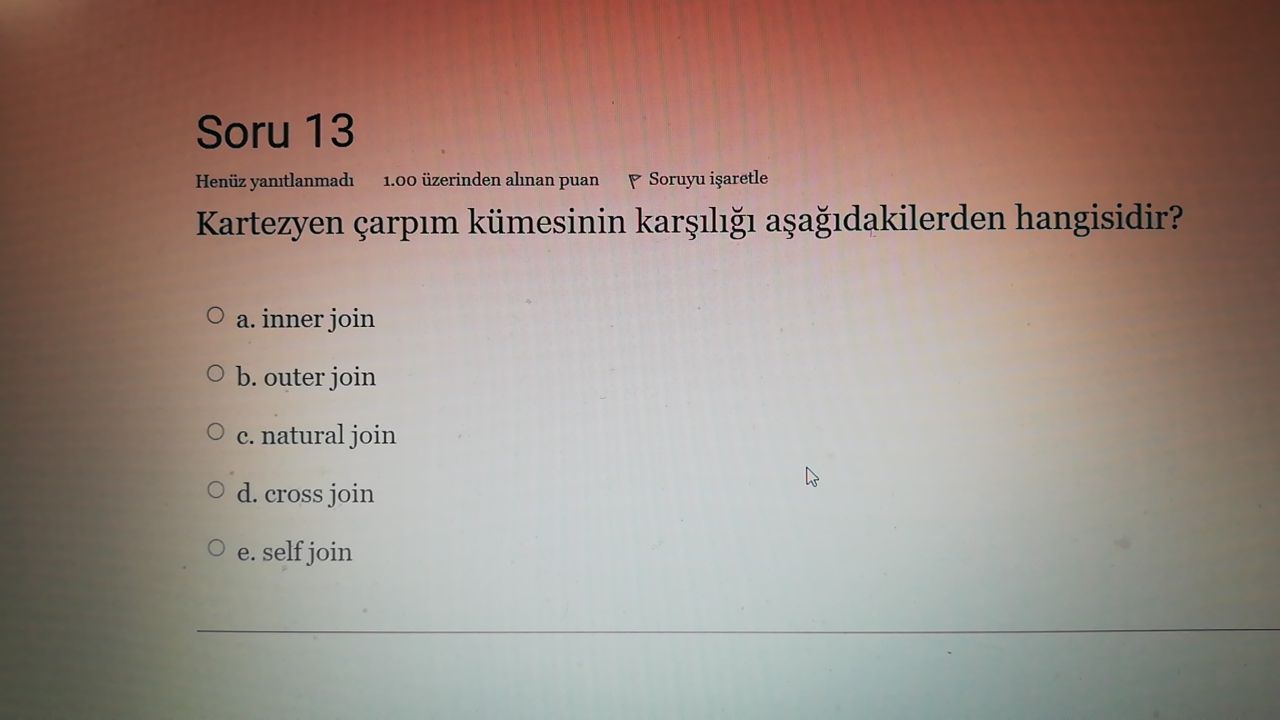 Soru 13
Henüz yanıtlanmadı 1.00 üzerinden alınan puan Soruyu işaretle
Kartezyen çarpım kümesinin karşılığı aşağıdakilerden hangisidir?
a. inner join
b. outer join
c. natural join
d. cross join
e. self join